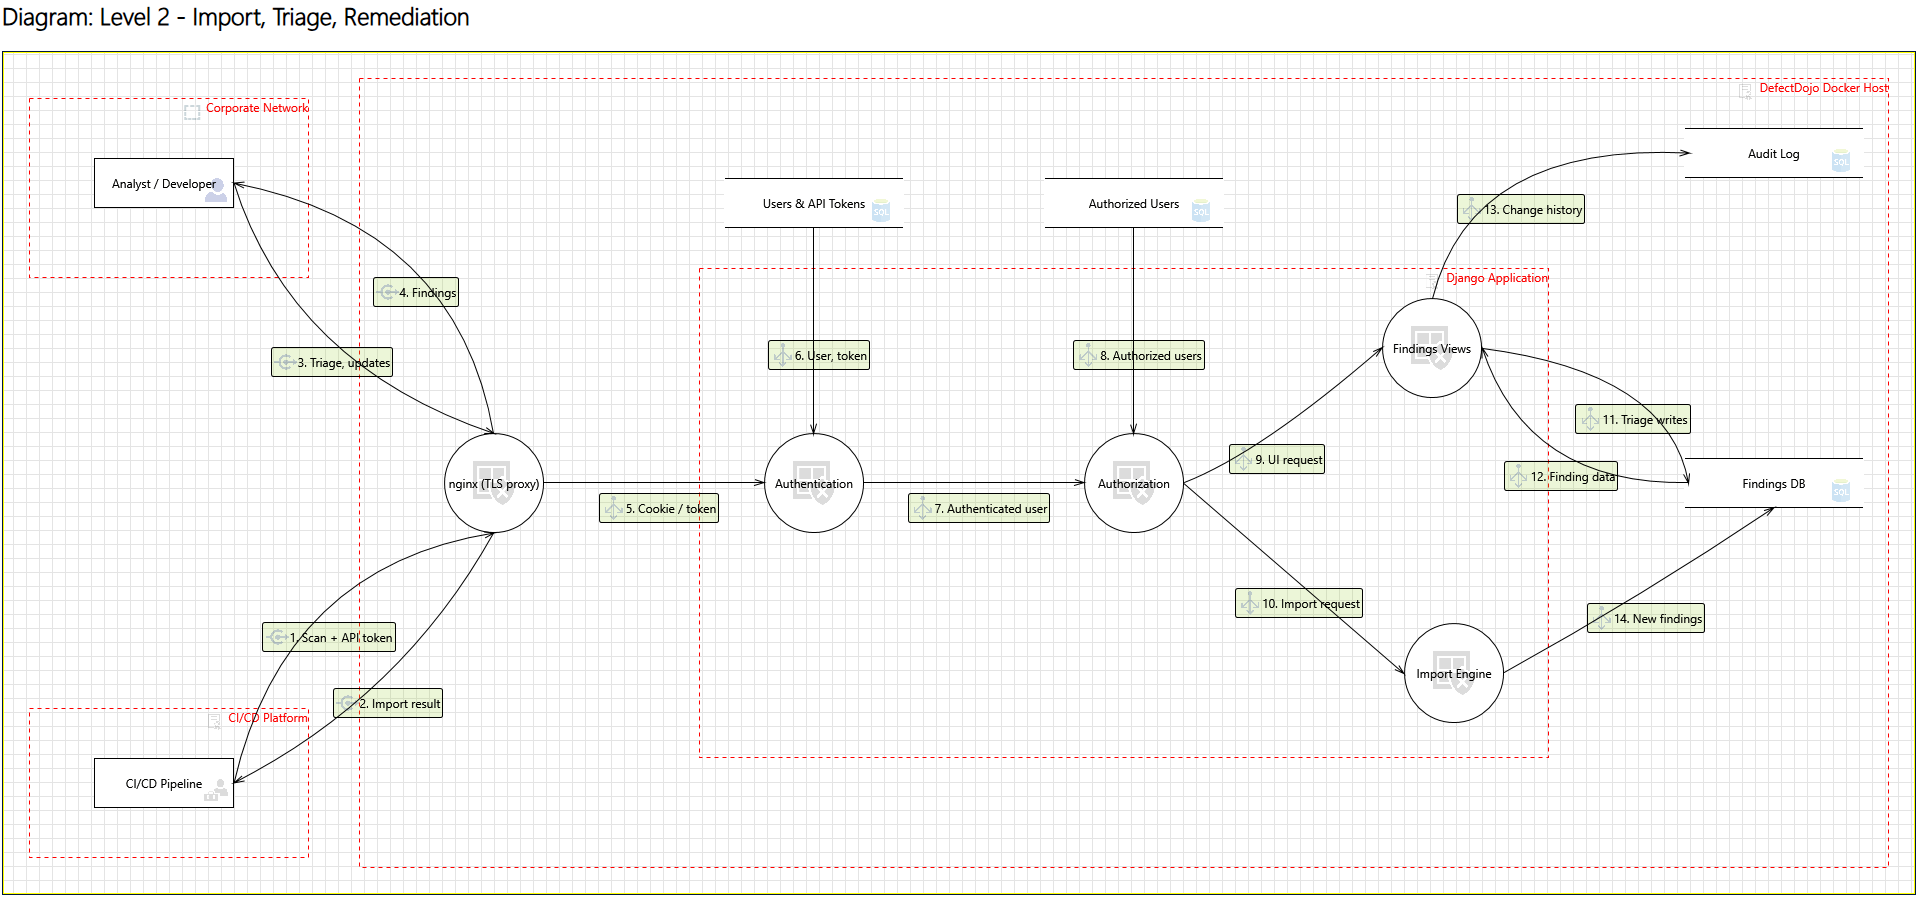 Diagram: Level 2 - Import, Triage, Remediation
DefectDojo Docker Host
Corporate Network
Audit Log
SQL
Analyst / Developer
Users & API Tokens
SQL
Authorized Users
SQL
13. Change history
Django Application
4. Findings
Findings Views
3. Triage, updates
6. User, token
8. Authorized users
11. Triage writes
9. UI request
12. Finding data
nginx (TLS proxy)
Authentication
Authorization
Findings DB
SQL
5. Cookie / token
7. Authenticated user
10. Import request
14. New findings
1. Scan + API token
Import Engine
2. Import result
CI/CD Platform
CI/CD Pipeline